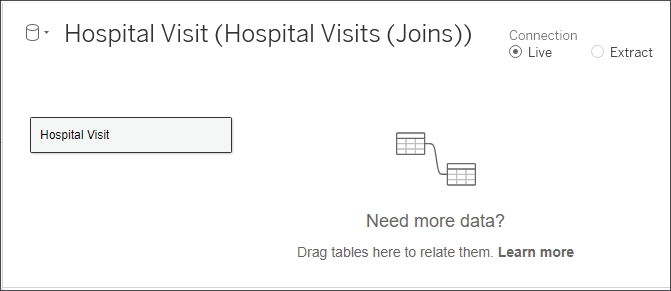 Hospital Visit (Hospital Visits (Joins))
Connection
Live
Extract
Hospital Visit
Need more data?
Drag tables here to relate them. Learn more